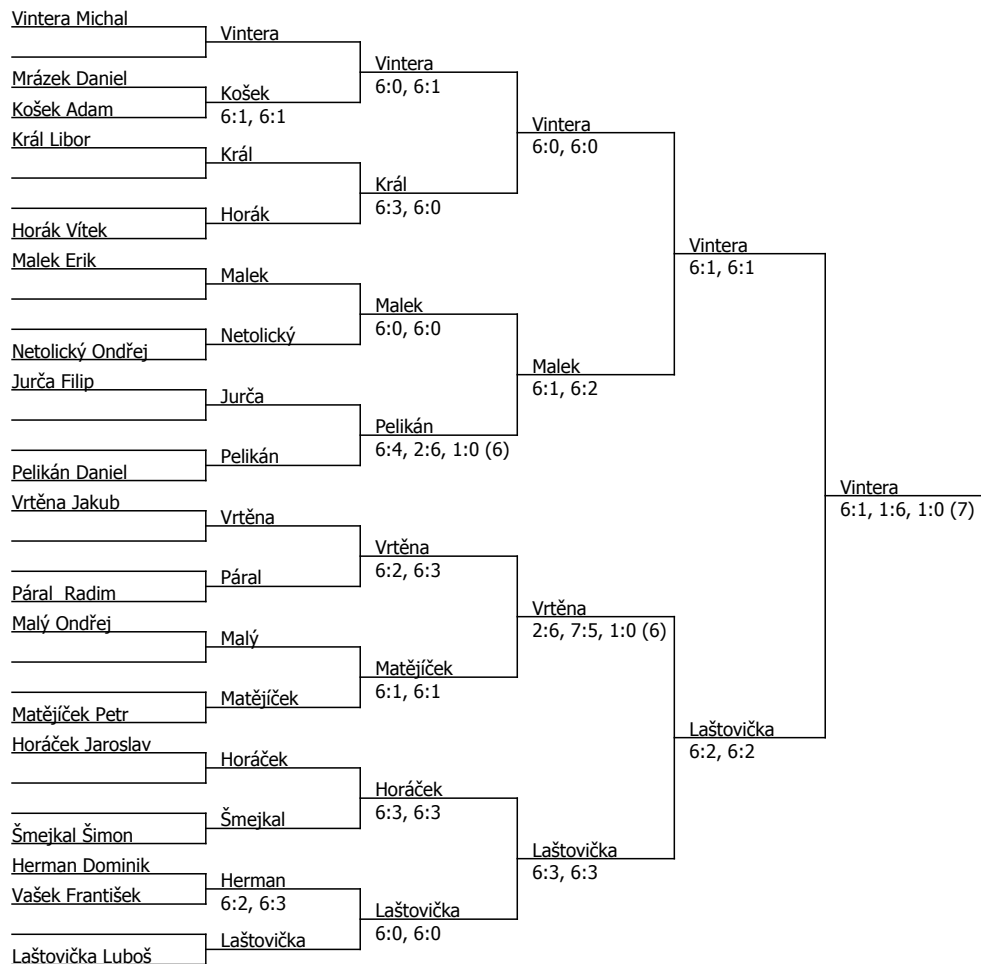 Vintera Michal
Mrázek Daniel
Košek Adam
Král Libor
Horák Vítek
Malek Erik
Netolický Ondřej
Jurča Filip
Pelikán Daniel
Vrtěna Jakub
Páral  Radim
Malý Ondřej
Matějíček Petr
Horáček Jaroslav
Šmejkal Šimon
Herman Dominik
Vašek František
Laštovička Luboš
Vintera
Košek
6:1, 6:1
Král
Horák
Malek
Netolický
Jurča
Pelikán
Vrtěna
Páral
Malý
Matějíček
Horáček
Šmejkal
Herman
6:2, 6:3
Laštovička
Vintera
6:0, 6:1
Král
6:3, 6:0
Malek
6:0, 6:0
Pelikán
6:4, 2:6, 1:0 (6)
Vrtěna
6:2, 6:3
Matějíček
6:1, 6:1
Horáček
6:3, 6:3
Laštovička
6:0, 6:0
Vintera
6:0, 6:0
Malek
6:1, 6:2
Vrtěna
2:6, 7:5, 1:0 (6)
Laštovička
6:3, 6:3
Vintera
6:1, 6:1
Laštovička
6:2, 6:2
Vintera
6:1, 1:6, 1:0 (7)